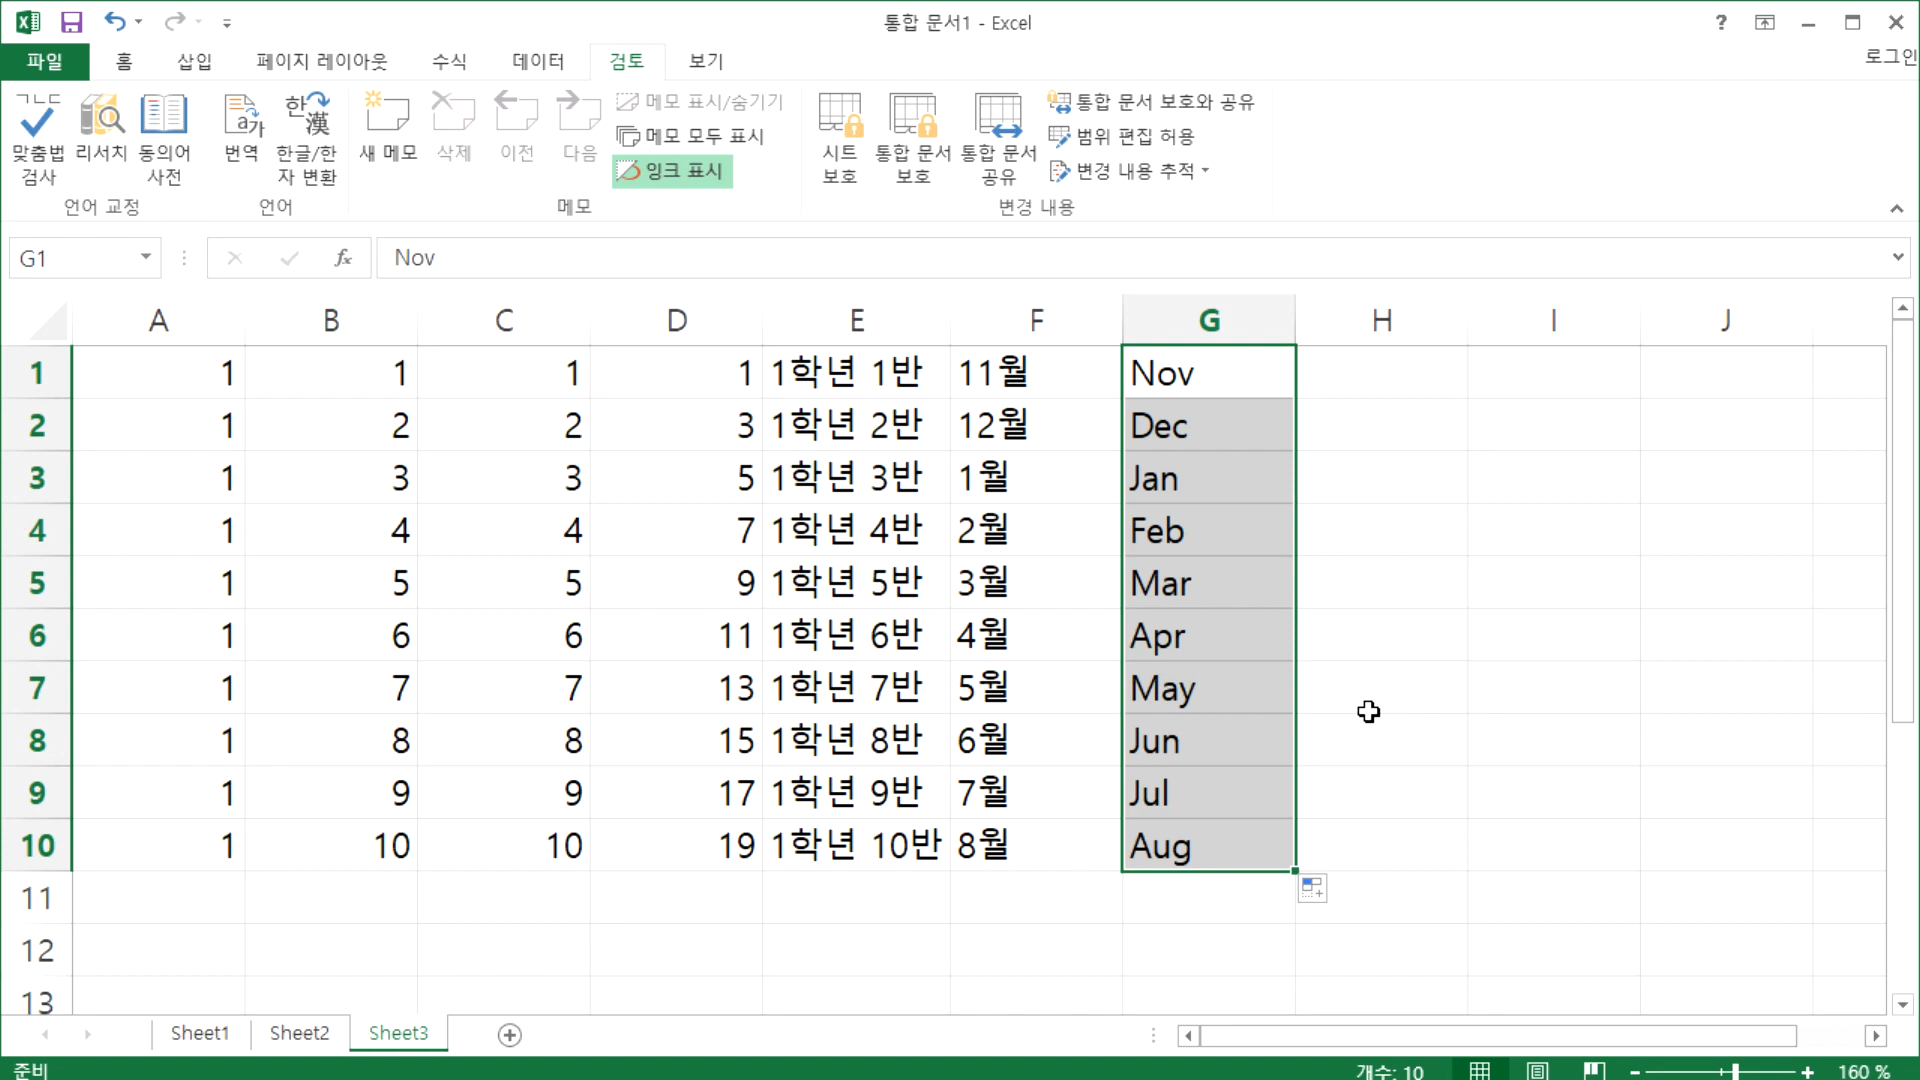 통합 문서1 - Excel
?
파일 홈 삽입 페이지 레이아웃 수식 데이터 검토 보기 로그인
맞춤법 검사 리서치 동의어 사전 번역 한글/한자 변환 새 메모 삭제 이전 다음
메모 표시/숨기기
메모 모두 표시
잉크 표시
시트 보호 통합 문서 보호 통합 문서 공유
통합 문서 보호와 공유
범위 편집 허용
변경 내용 추적
언어 교정 언어 메모 변경 내용
G1 fx Nov
A B C D E F G H I J
1 1 1 1 1 1학년 1반 11월 Nov
2 1 2 2 3 1학년 2반 12월 Dec
3 1 3 3 5 1학년 3반 1월 Jan
4 1 4 4 7 1학년 4반 2월 Feb
5 1 5 5 9 1학년 5반 3월 Mar
6 1 6 6 11 1학년 6반 4월 Apr
7 1 7 7 13 1학년 7반 5월 May
8 1 8 8 15 1학년 8반 6월 Jun
9 1 9 9 17 1학년 9반 7월 Jul
10 1 10 10 19 1학년 10반 8월 Aug
11
12
13
Sheet1 Sheet2 Sheet3
준비 개수: 10 160 %